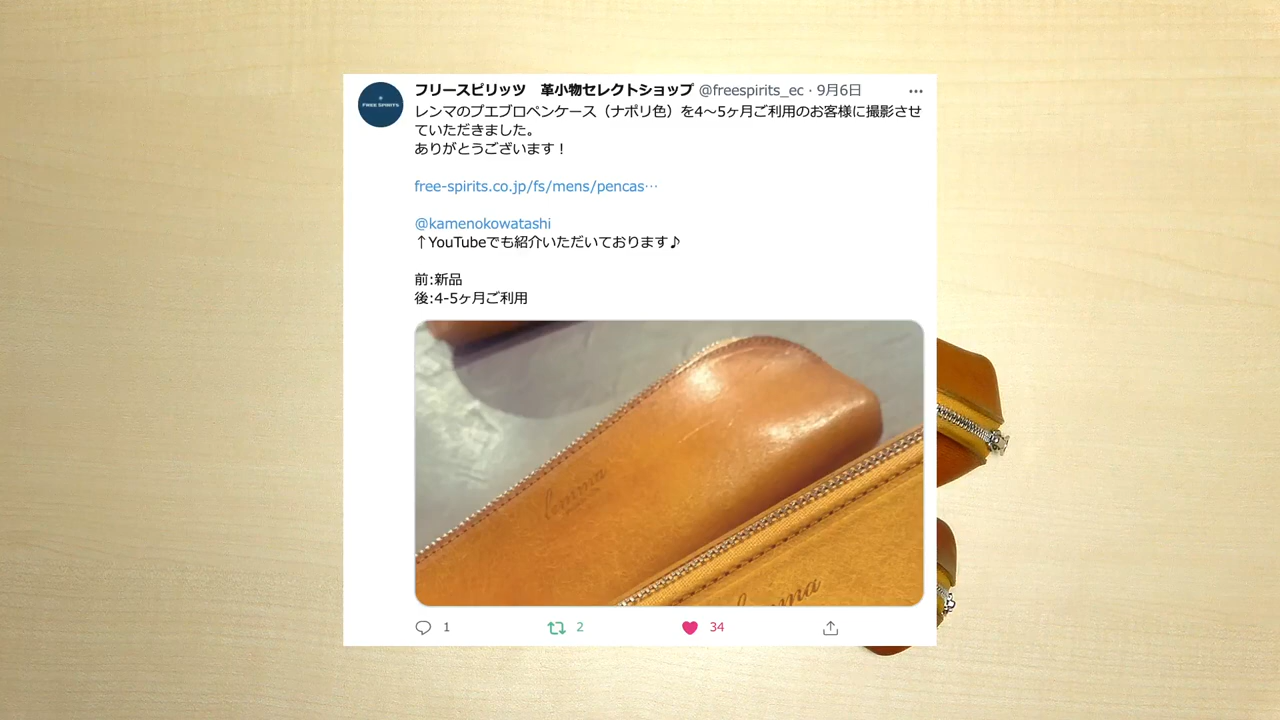 フリースピリッツ　革小物セレクトショップ @freespirits_ec · 9月6日
FREE SPIRITS
レンマのプエブロペンケース（ナポリ色）を4〜5ヶ月ご利用のお客様に撮影させ
ていただきました。
ありがとうございます！
free-spirits.co.jp/fs/mens/pencas…
@kamenokowatashi
↑YouTubeでも紹介いただいております♪
前:新品
後:4-5ヶ月ご利用
lemma
lemma
1 2 34